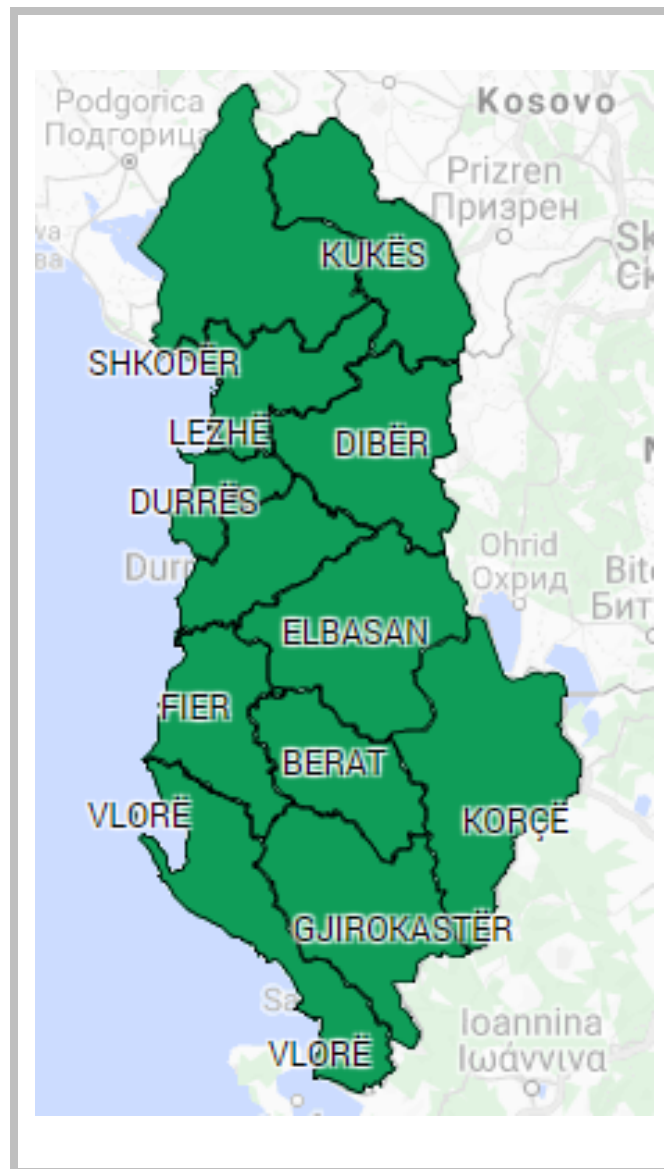 Podgorica
Подгорица
Kosovo
Prizren
Призрен
KUKËS
SHKODËR
LEZHË
DIBËR
DURRËS
Ohrid
Охрид
ELBASAN
FIER
BERAT
VLORË
KORÇË
GJIROKASTËR
Ioannina
Ιωάννινα
VLORË